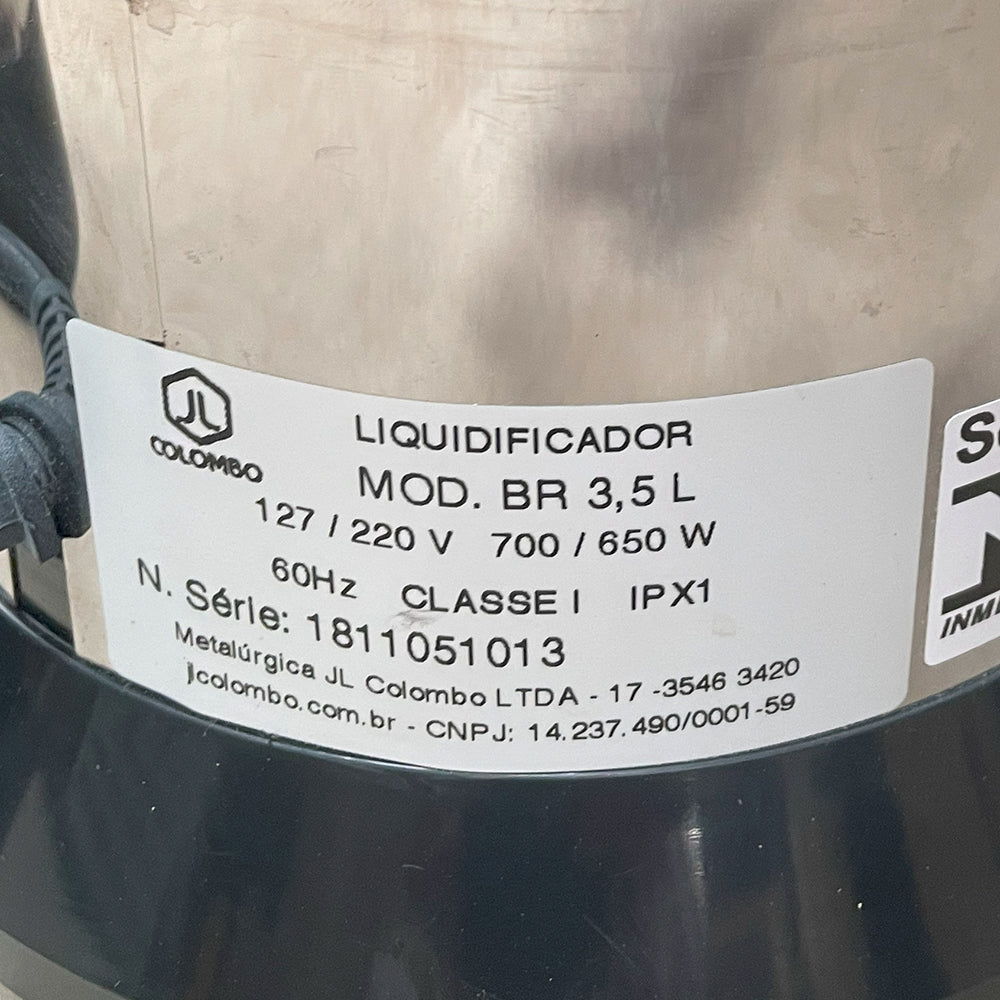 JL
COLOMBO
LIQUIDIFICADOR
MOD. BR 3,5 L
127 / 220 V 700 / 650 W
60Hz CLASSE I IPX1
N. Série: 1811051013
Metalúrgica JL Colombo LTDA - 17 -3546 3420
jlcolombo.com.br - CNPJ: 14.237.490/0001-59